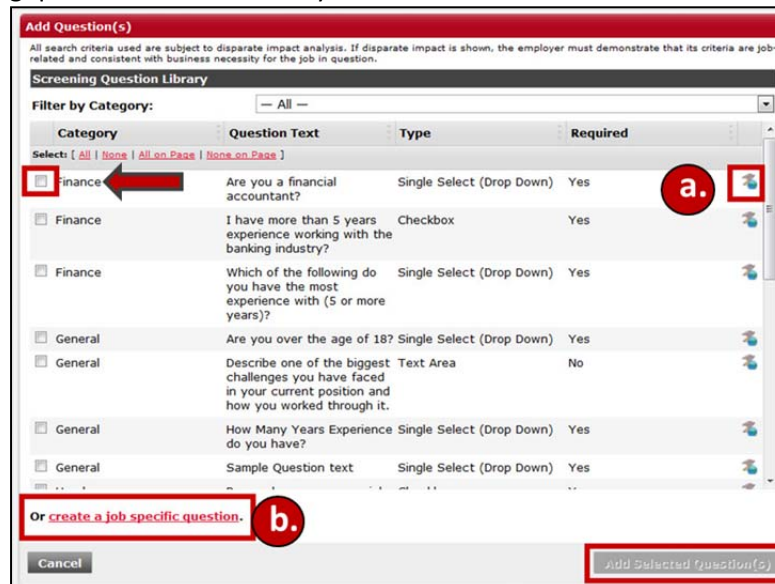 Add Question(s)
All search criteria used are subject to disparate impact analysis. If disparate impact is shown, the employer must demonstrate that its criteria are job-
related and consistent with business necessity for the job in question.
Screening Question Library
Filter by Category: — All —
Category Question Text Type Required
Select: [ All | None | All on Page | None on Page ]
Finance Are you a financial Single Select (Drop Down) Yes a.
accountant?
Finance I have more than 5 years Checkbox Yes
experience working with the
banking industry?
Finance Which of the following do Single Select (Drop Down) Yes
you have the most
experience with (5 or more
years)?
General Are you over the age of 18? Single Select (Drop Down) Yes
General Describe one of the biggest Text Area No
challenges you have faced
in your current position and
how you worked through it.
General How Many Years Experience Single Select (Drop Down) Yes
do you have?
General Sample Question text Single Select (Drop Down) Yes
Or create a job specific question. b.
Cancel Add Selected Question(s)